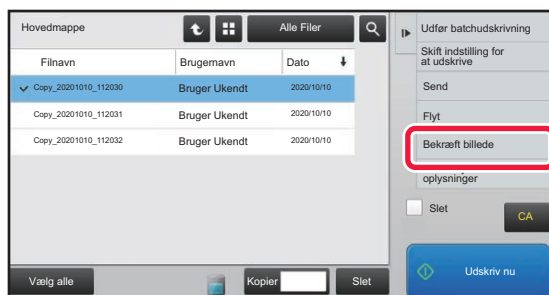 Hovedmappe
Alle Filer
Filnavn Brugernavn Dato
Copy_20201010_112030 Bruger Ukendt 2020/10/10
Copy_20201010_112031 Bruger Ukendt 2020/10/10
Copy_20201010_112032 Bruger Ukendt 2020/10/10
Vælg alle
Kopier
Slet
Udfør batchudskrivning
Skift indstilling for
at udskrive
Send
Flyt
Bekræft billede
oplysninger
Slet
CA
Udskriv nu